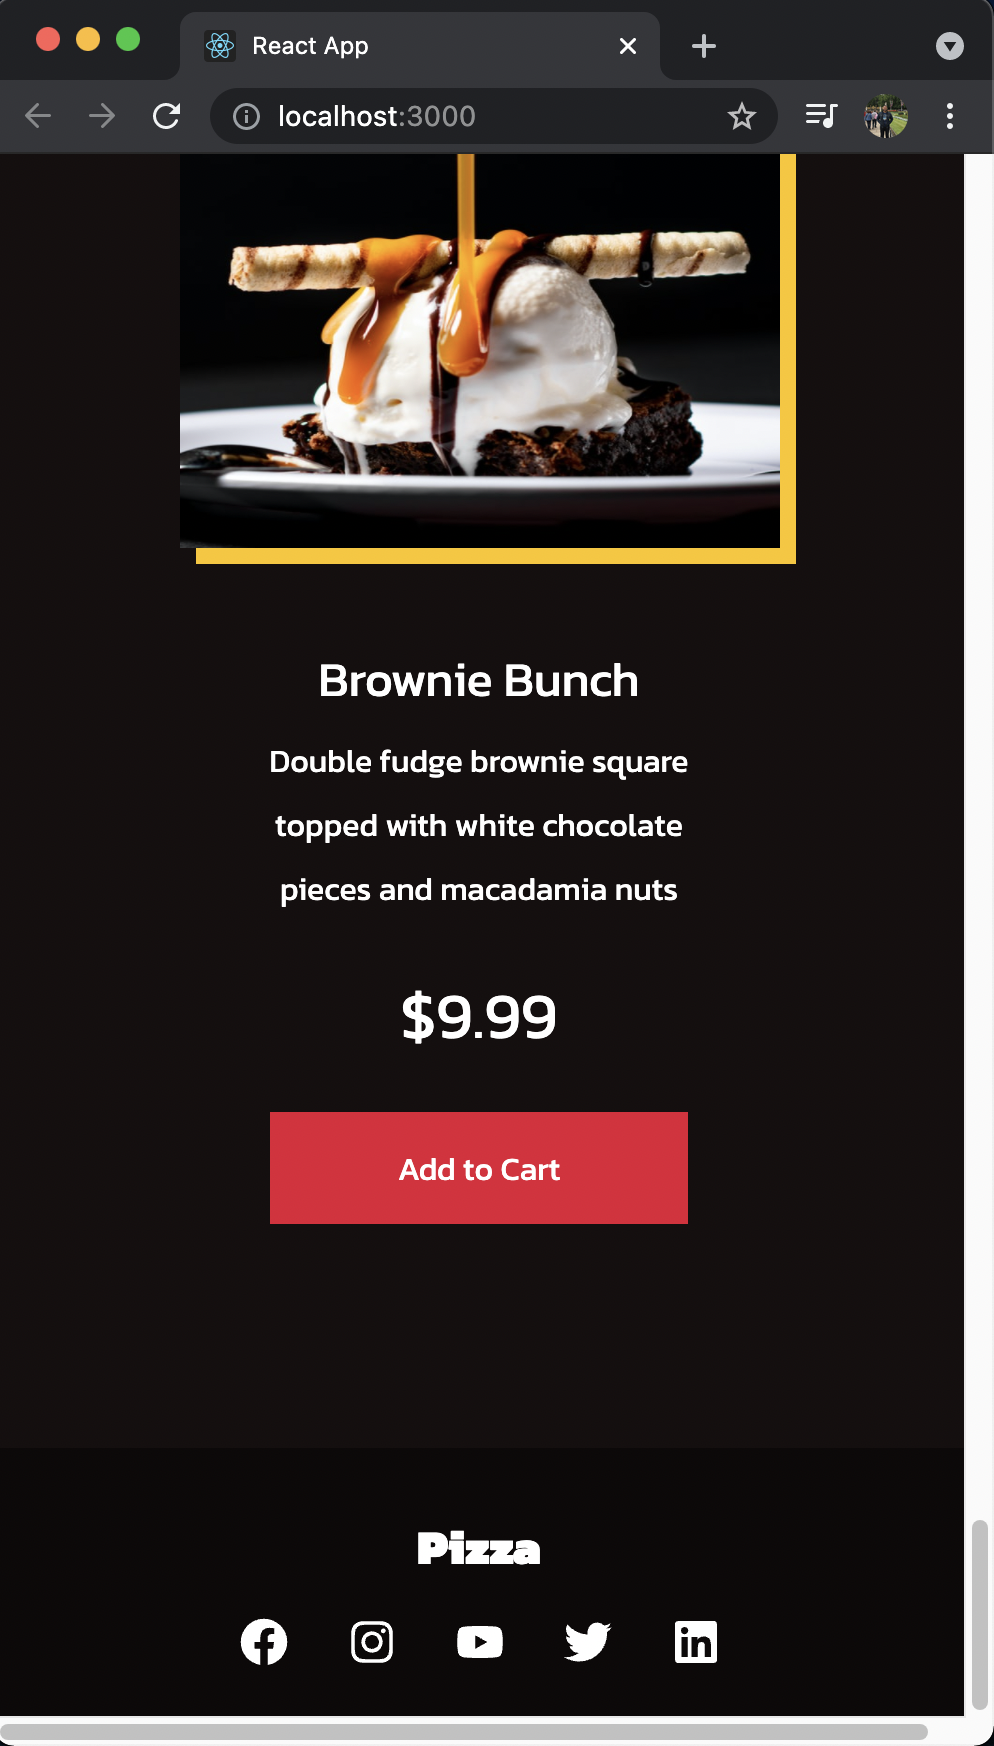 React App
localhost:3000
Brownie Bunch
Double fudge brownie square
topped with white chocolate
pieces and macadamia nuts
$9.99
Add to Cart
Pizza